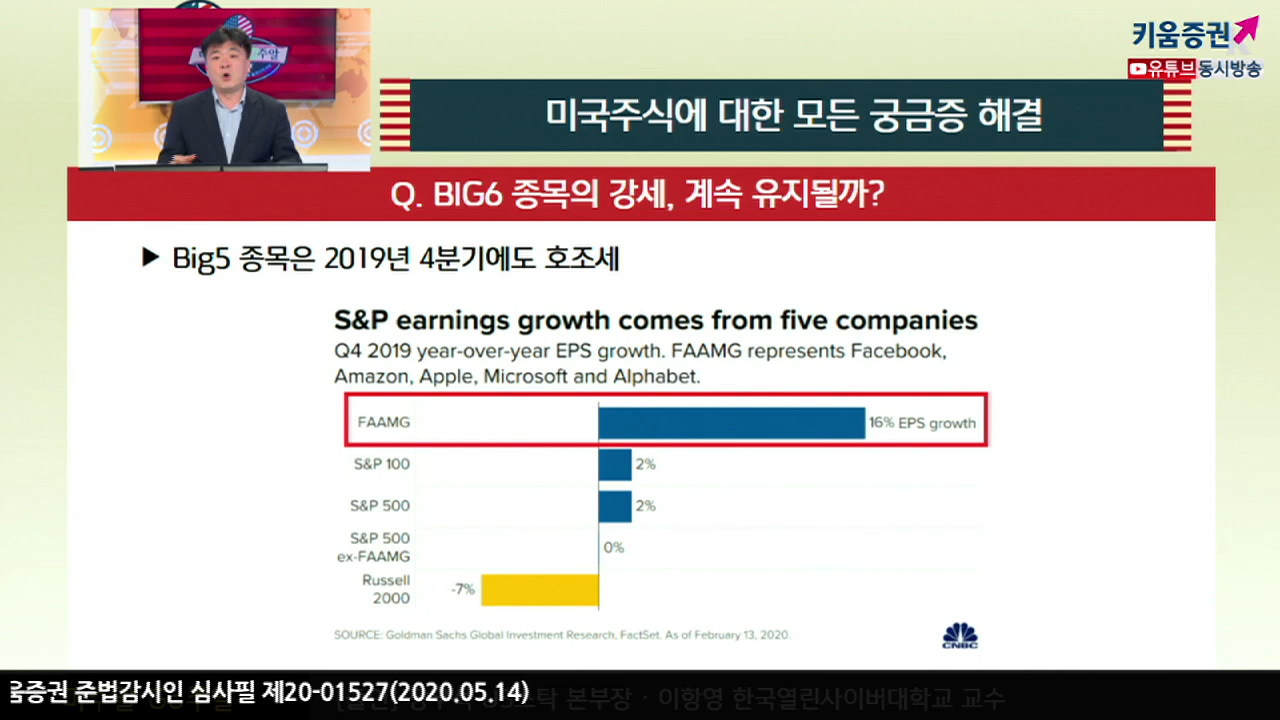 키움증권
유튜브동시방송
미국주식에 대한 모든 궁금증 해결
Q. BIG6 종목의 강세, 계속 유지될까?
▶ Big5 종목은 2019년 4분기에도 호조세
S&P earnings growth comes from five companies
Q4 2019 year-over-year EPS growth. FAAMG represents Facebook,
Amazon, Apple, Microsoft and Alphabet.
FAAMG 16% EPS growth
S&P 100 2%
S&P 500 2%
S&P 500
ex-FAAMG 0%
Russell
2000 -7%
SOURCE: Goldman Sachs Global Investment Research, FactSet. As of February 13, 2020.
CNBC
움증권 준법감시인 심사필 제20-01527(2020.05.14)
본부장 · 이항영 한국열린사이버대학교 교수